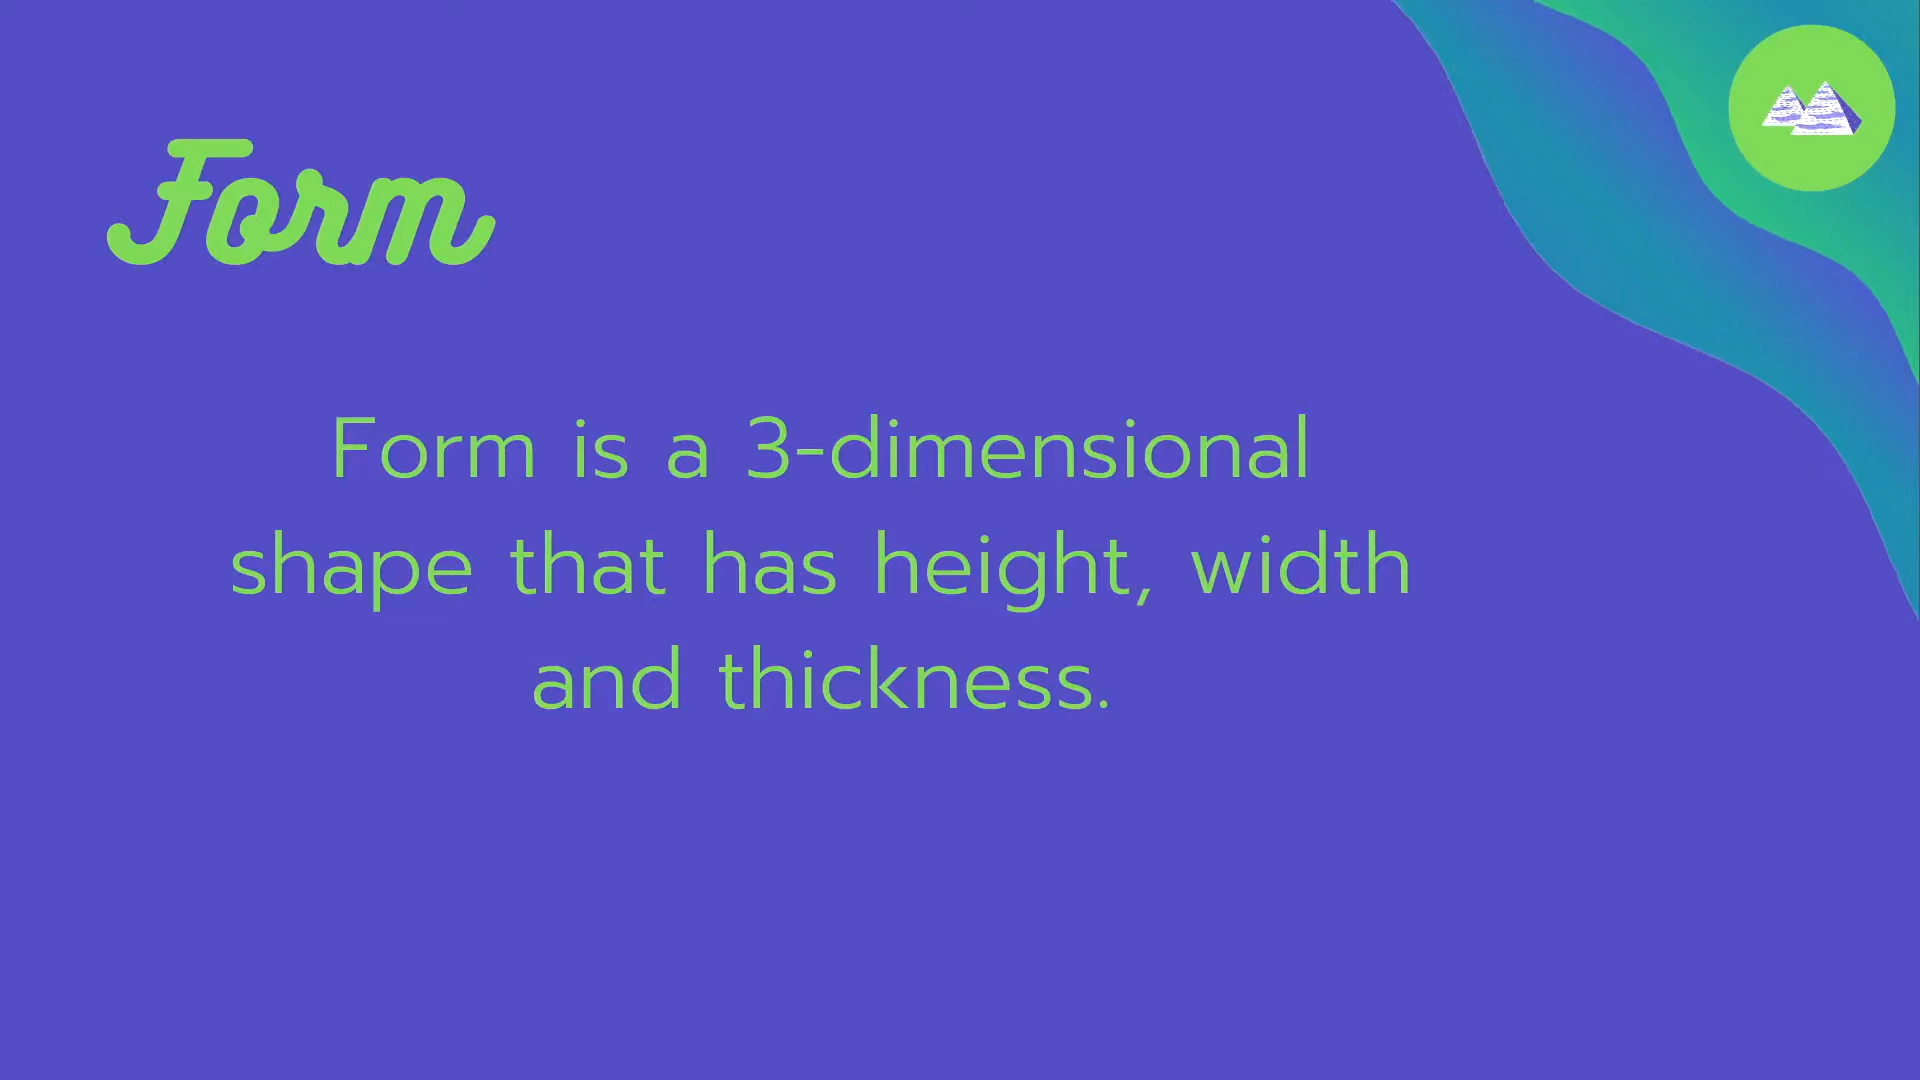 Form
Form is a 3-dimensional
shape that has height, width
and thickness.